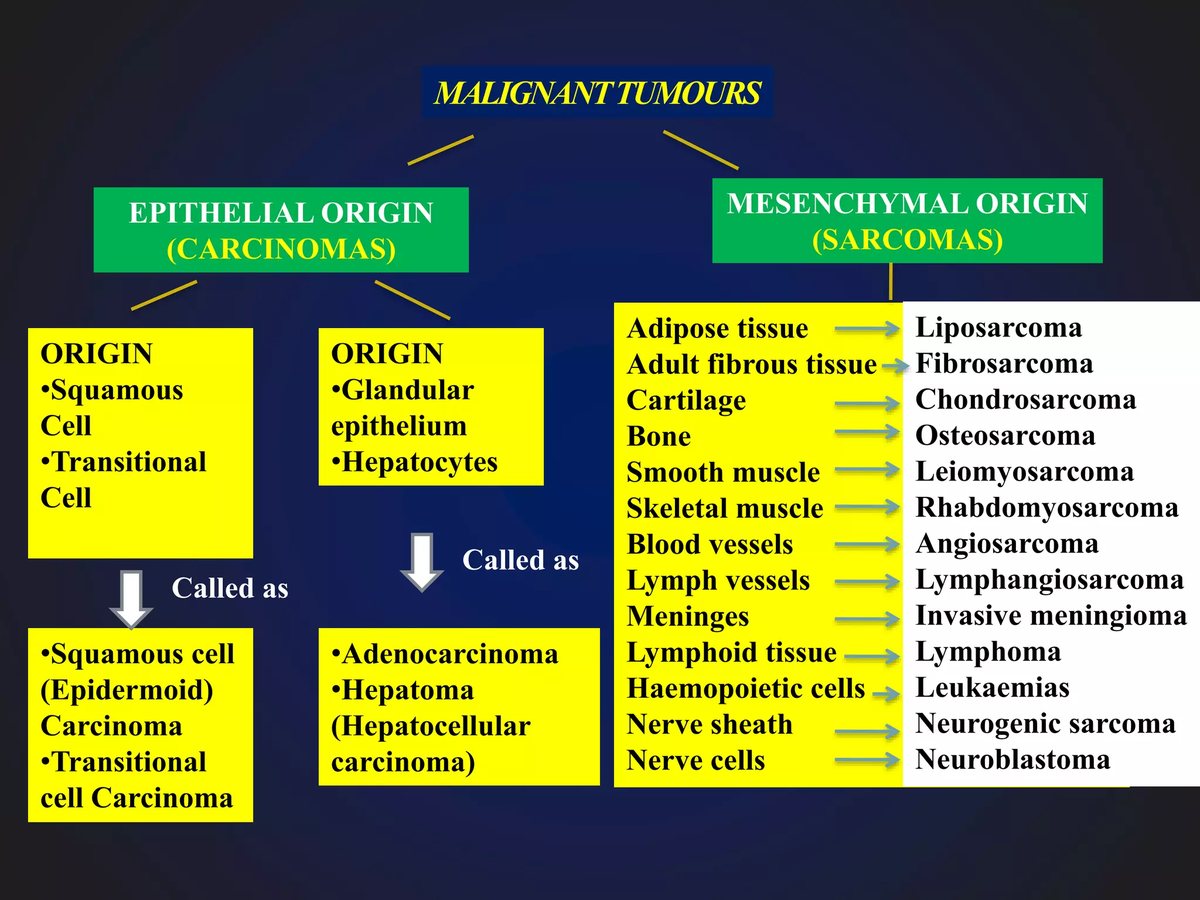 MALIGNANT TUMOURS
EPITHELIAL ORIGIN
(CARCINOMAS)
MESENCHYMAL ORIGIN
(SARCOMAS)
ORIGIN
•Squamous
Cell
•Transitional
Cell
Called as
•Squamous cell
(Epidermoid)
Carcinoma
•Transitional
cell Carcinoma
ORIGIN
•Glandular
epithelium
•Hepatocytes
Called as
•Adenocarcinoma
•Hepatoma
(Hepatocellular
carcinoma)
Adipose tissue Liposarcoma
Adult fibrous tissue Fibrosarcoma
Cartilage Chondrosarcoma
Bone Osteosarcoma
Smooth muscle Leiomyosarcoma
Skeletal muscle Rhabdomyosarcoma
Blood vessels Angiosarcoma
Lymph vessels Lymphangiosarcoma
Meninges Invasive meningioma
Lymphoid tissue Lymphoma
Haemopoietic cells Leukaemias
Nerve sheath Neurogenic sarcoma
Nerve cells Neuroblastoma